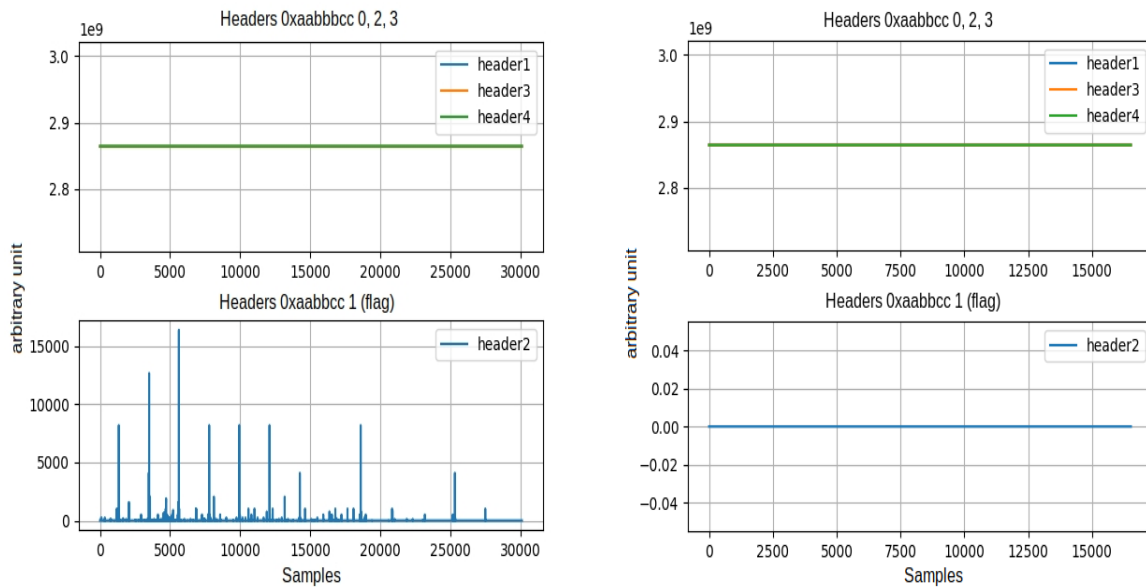 Headers 0xaabbbcc 0, 2, 3
1e9
3.0
2.9
2.8
header1
header3
header4
0 5000 10000 15000 20000 25000 30000
arbitrary unit
Headers 0xaabbcc 1 (flag)
15000
10000
5000
0
header2
0 5000 10000 15000 20000 25000 30000
Samples
Headers 0xaabbcc 0, 2, 3
1e9
3.0
2.9
2.8
header1
header3
header4
0 2500 5000 7500 10000 12500 15000
arbitrary unit
Headers 0xaabbcc 1 (flag)
0.04
0.02
0.00
−0.02
−0.04
header2
0 2500 5000 7500 10000 12500 15000
Samples